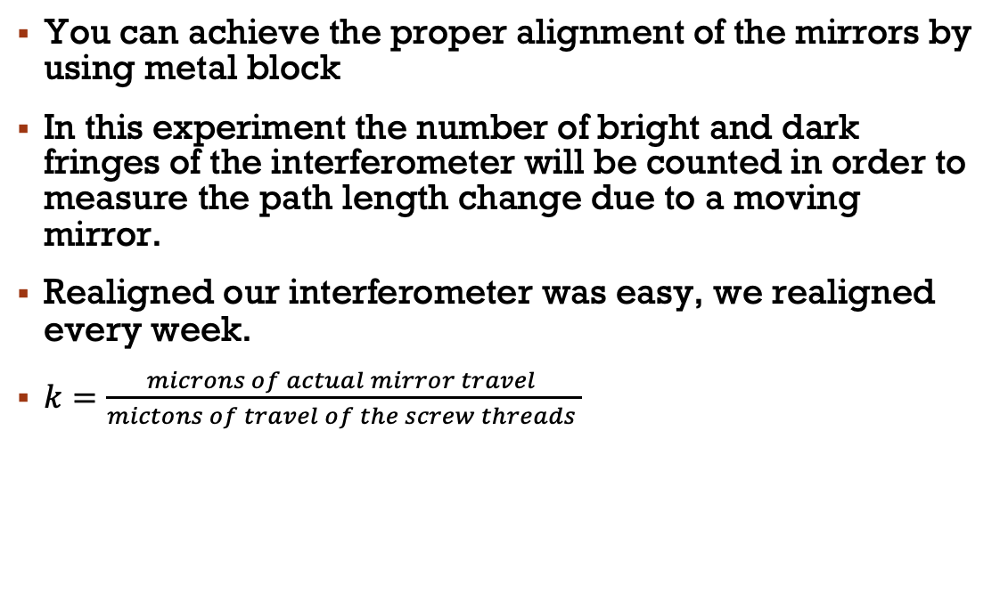 ▪ You can achieve the proper alignment of the mirrors by
using metal block
▪ In this experiment the number of bright and dark
fringes of the interferometer will be counted in order to
measure the path length change due to a moving
mirror.
▪ Realigned our interferometer was easy, we realigned
every week.
▪ k = microns of actual mirror travel
mictons of travel of the screw threads